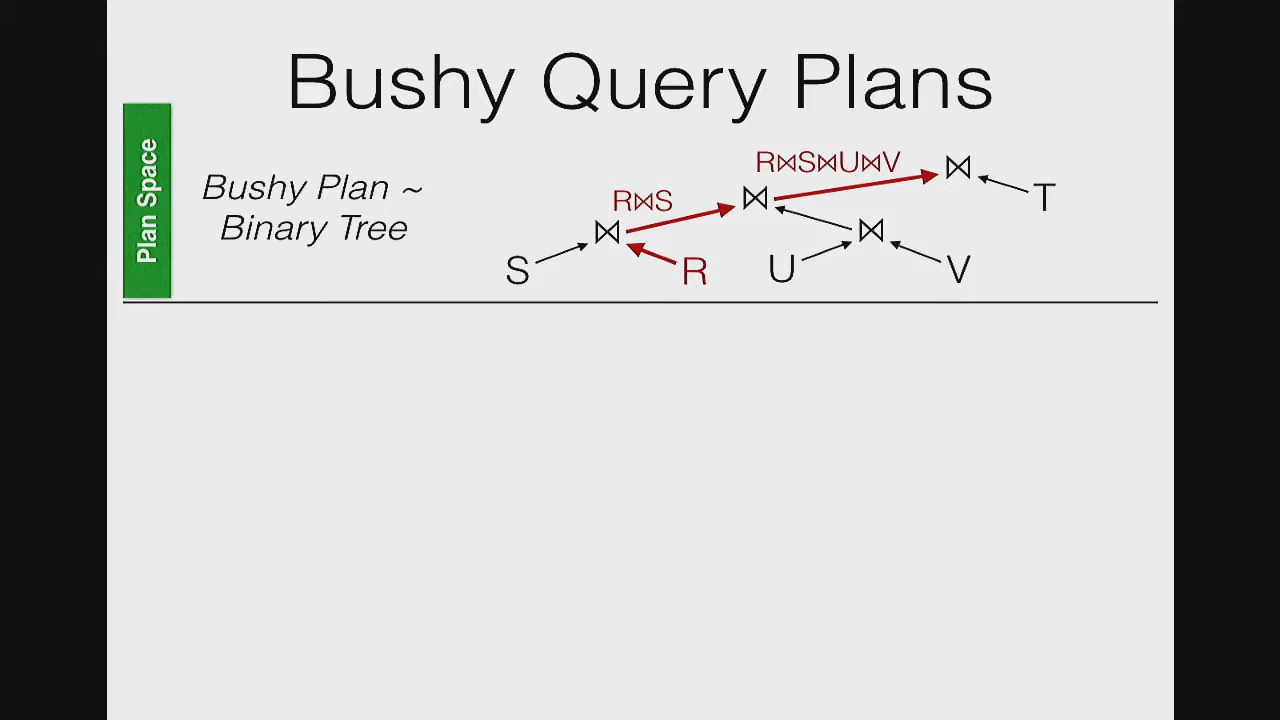 Bushy Query Plans
Plan Space
Bushy Plan ~
Binary Tree
R⋈S⋈U⋈V
⋈
R⋈S
⋈
T
⋈
⋈
S
R
U
V